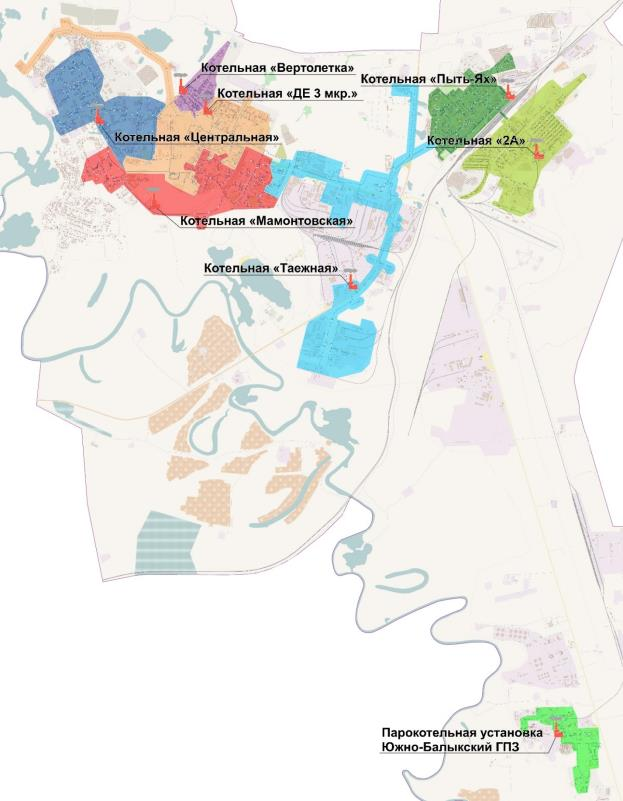 Котельная «Вертолетка»
Котельная «Пыть-Ях»
Котельная «ДЕ 3 мкр.»
Котельная «Центральная»
Котельная «2А»
Котельная «Мамонтовская»
Котельная «Таежная»
Парокотельная установка
Южно-Балыкский ГПЗ